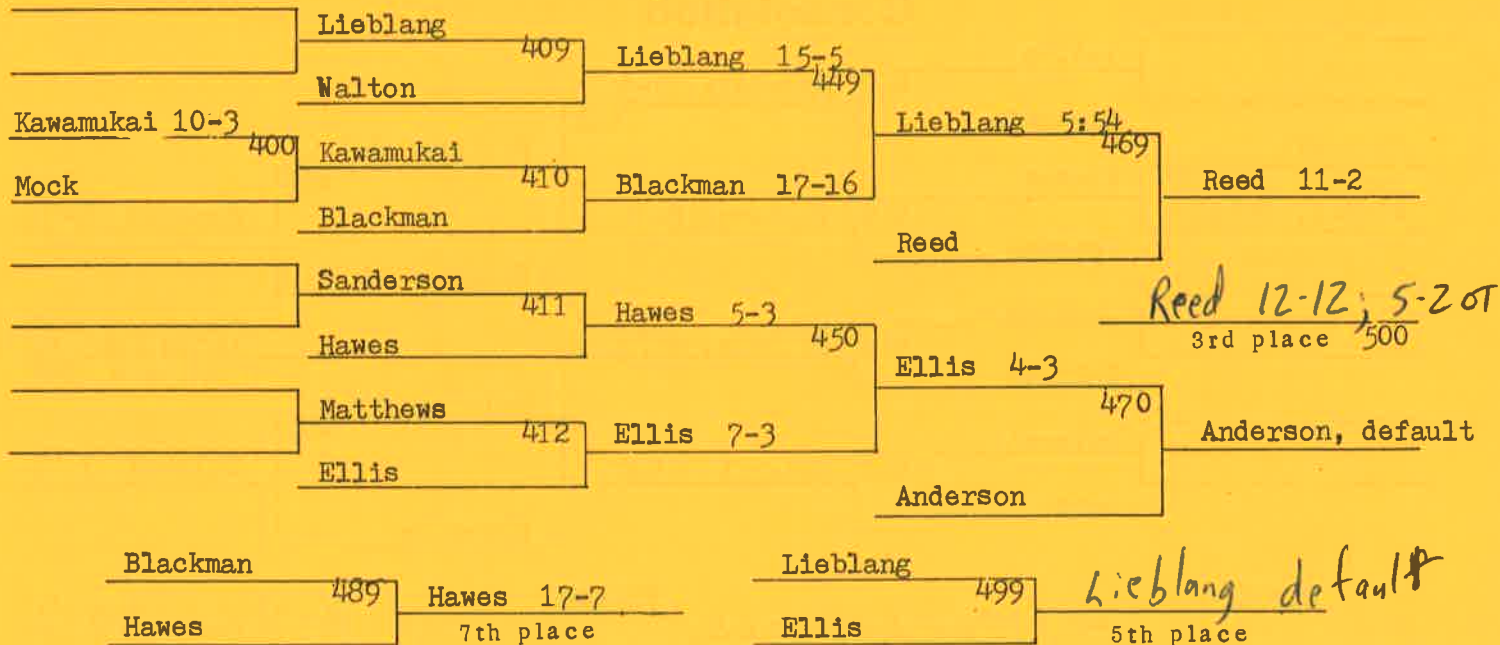 Lieblang
409
Lieblang 15-5
449
Walton
Kawamukai 10-3
400
Lieblang 5:54
469
Kawamukai
410
Mock
Blackman 17-16
Reed 11-2
Blackman
Reed
Sanderson
411
Hawes 5-3
450
Reed 12-12; 5-2 OT
3rd place 500
Hawes
Ellis 4-3
470
Matthews
412
Ellis 7-3
Anderson, default
Ellis
Anderson
Blackman
489
Hawes 17-7
7th place
Hawes
Lieblang
499
Lieblang default
5th place
Ellis